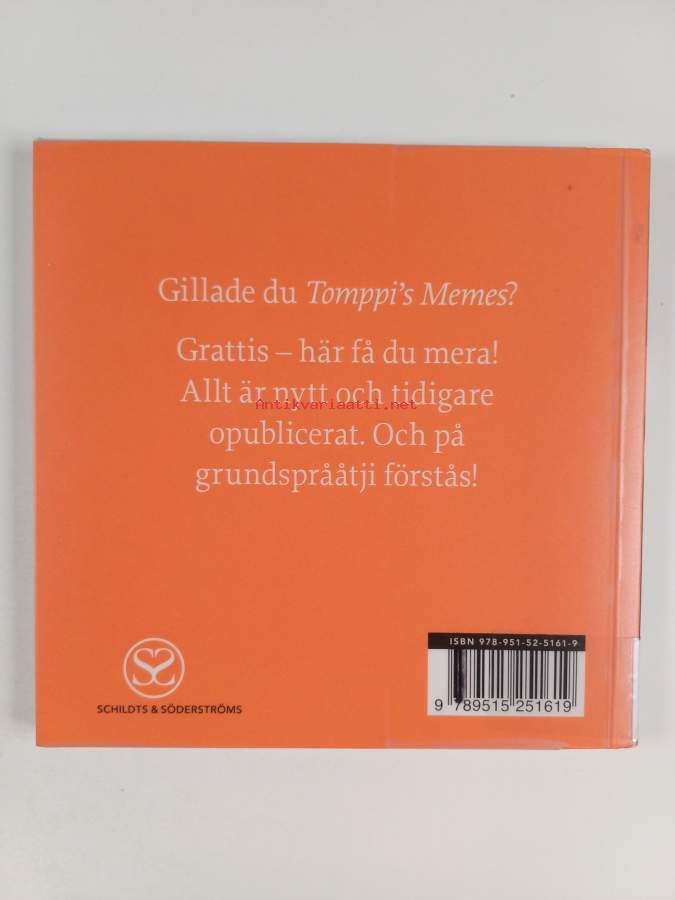 Gillade du Tomppi's Memes?
Grattis – här få du mera!
Allt är nytt och tidigare
Antikvariaatti.net
opublicerat. Och på
grundsprååtji förstås!
ISBN 978-951-52-5161-9
9 789515 251619
SCHILDTS & SÖDERSTRÖMS